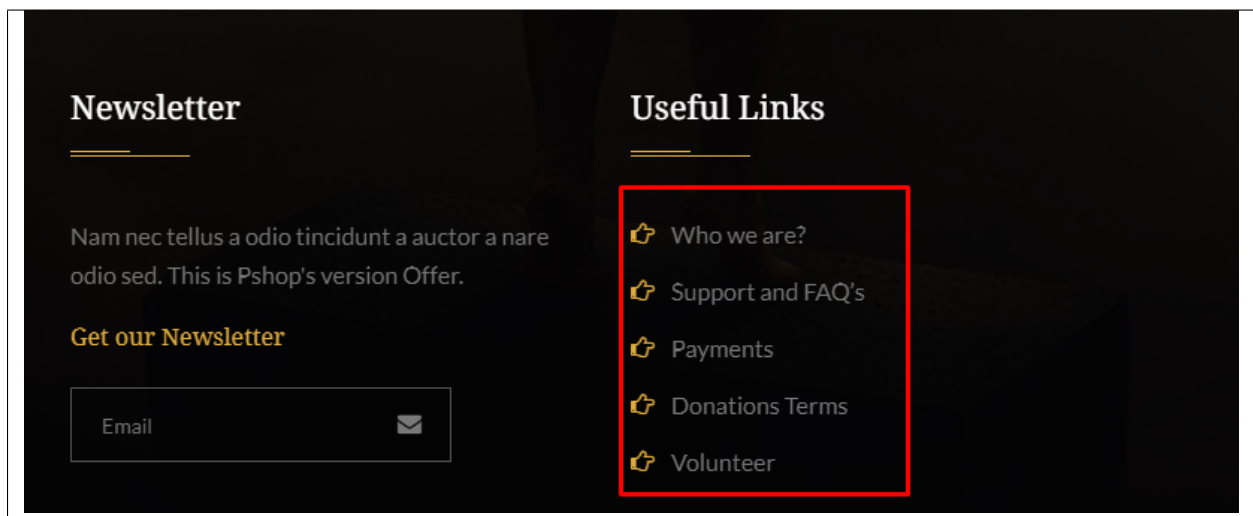 Newsletter
Nam nec tellus a odio tincidunt a auctor a nare
odio sed. This is Pshop's version Offer.
Get our Newsletter
Email
Useful Links
Who we are?
Support and FAQ’s
Payments
Donations Terms
Volunteer